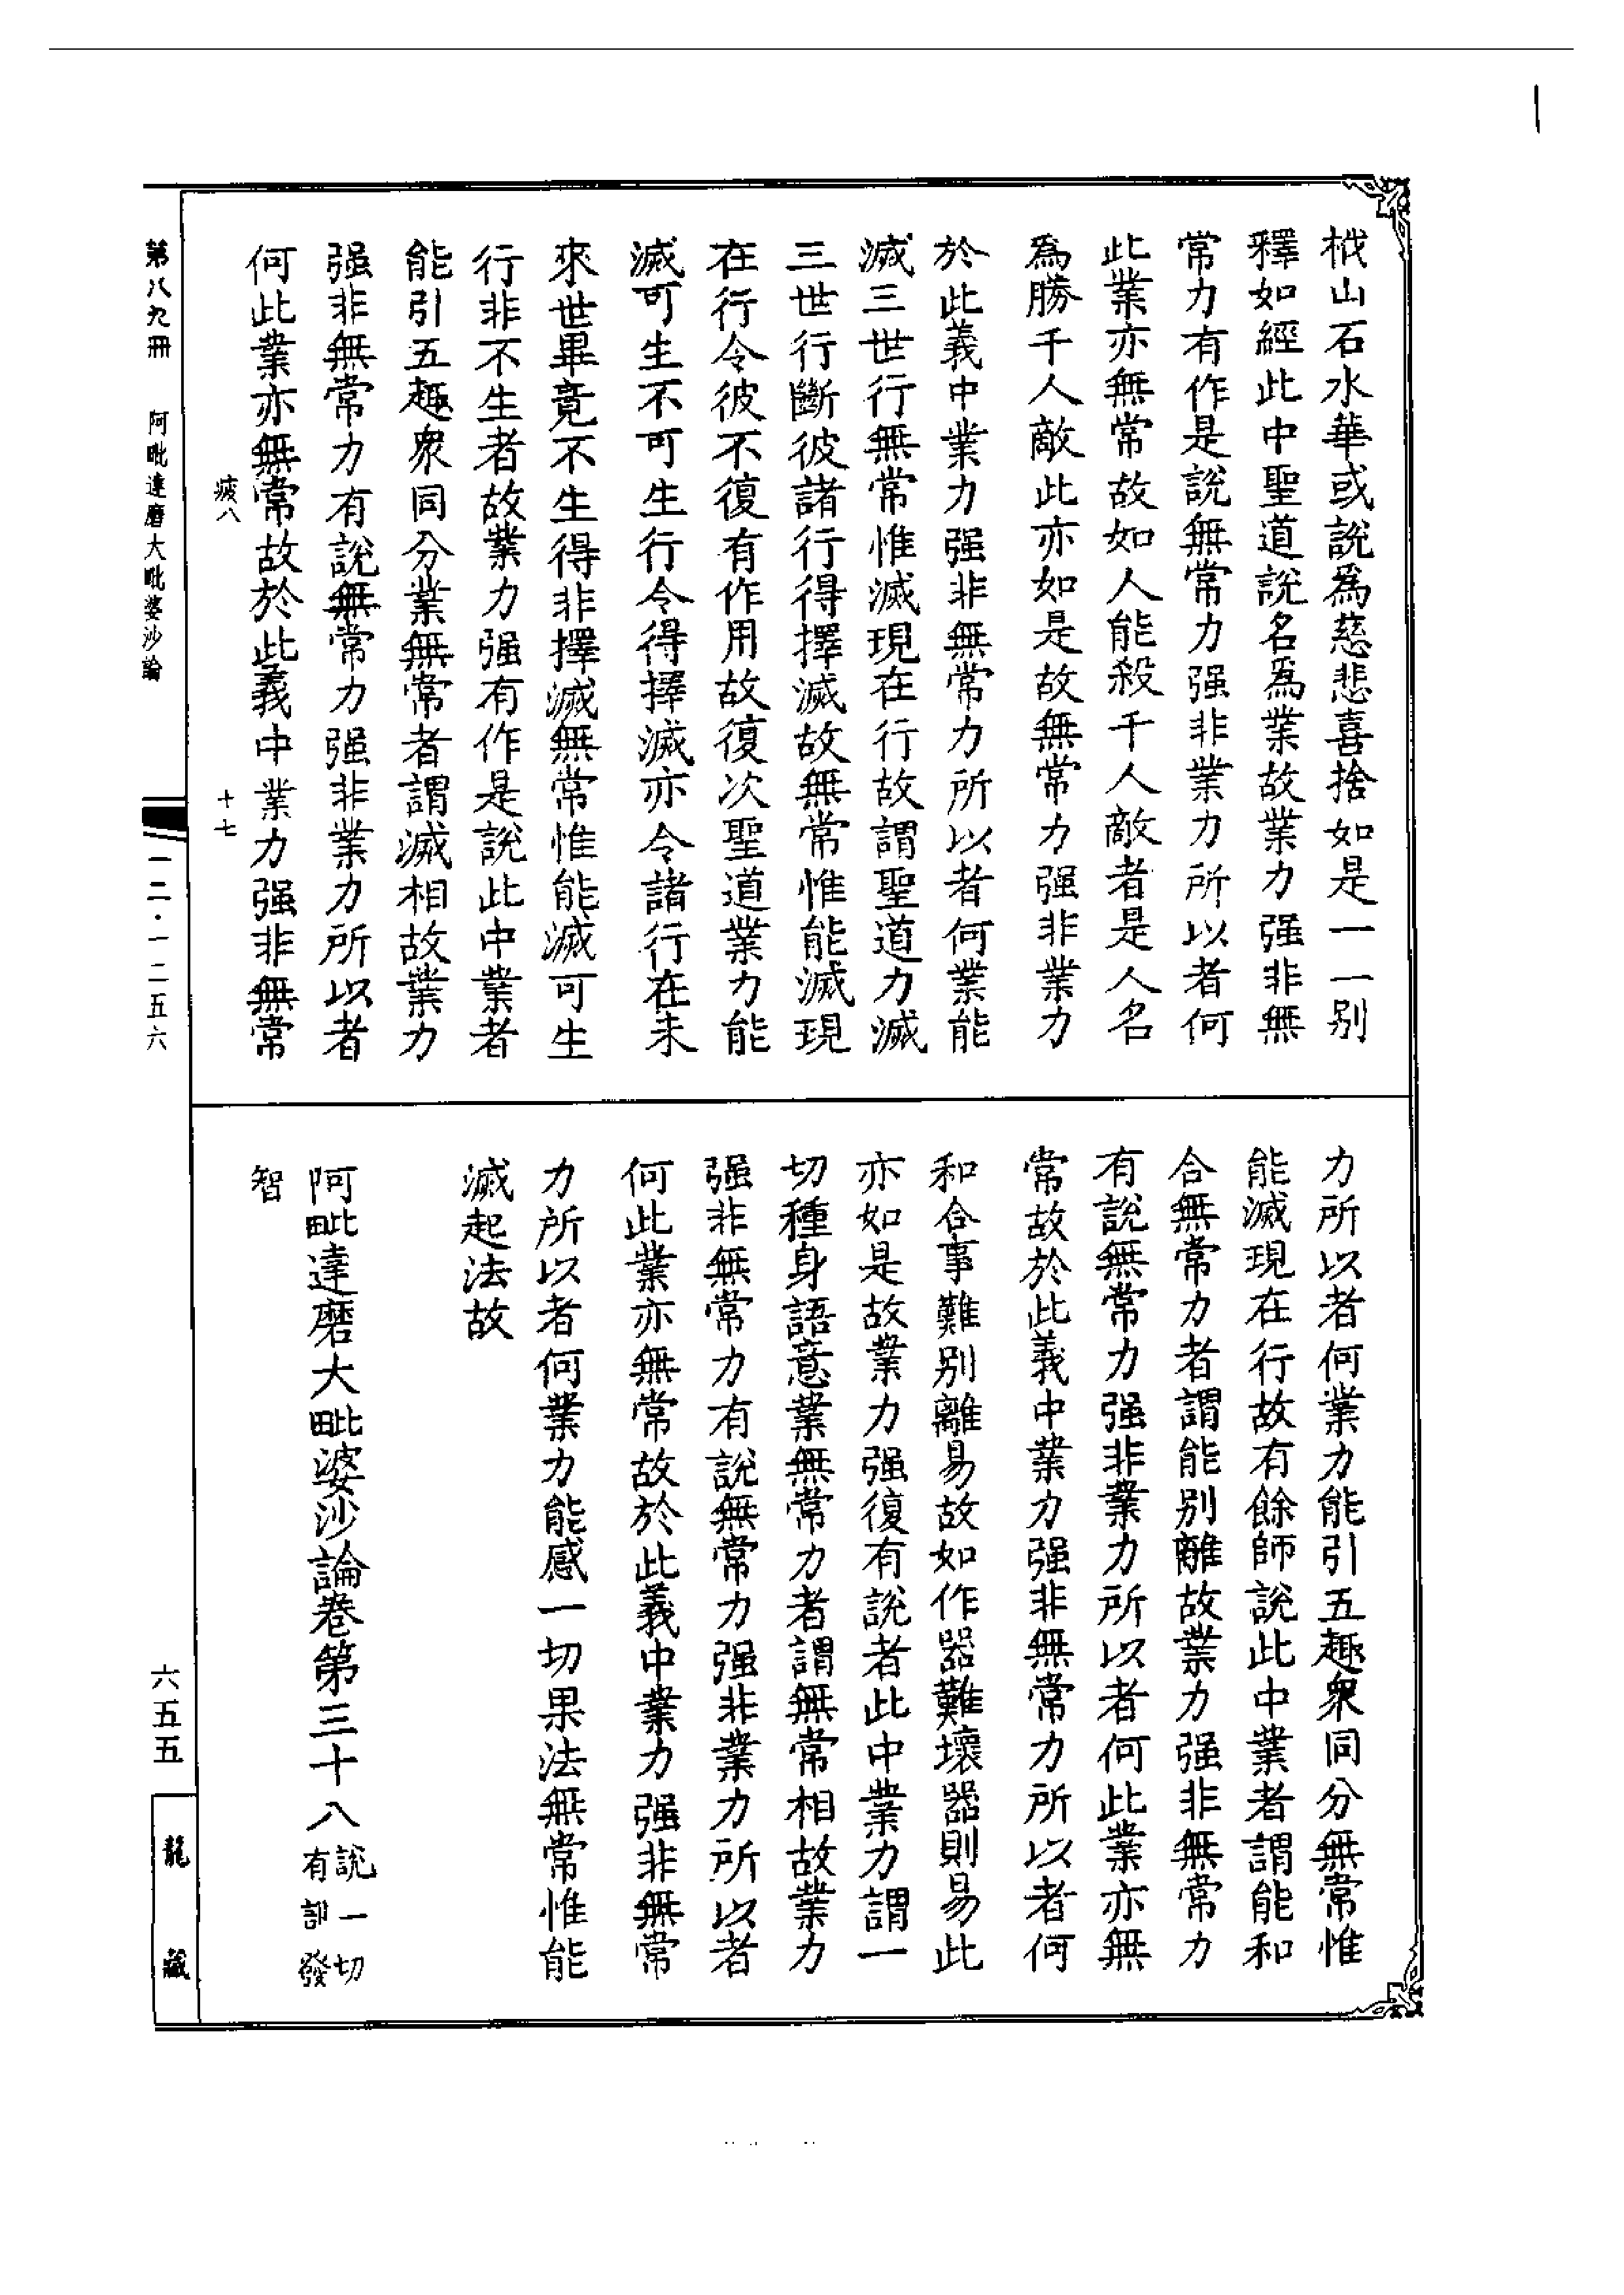 栰山石水華或說爲慈悲喜捨如是一一别
釋如經此中聖道說名爲業故業力强非無
常力有作是說無常力强非業力所以者何
此業亦無常故如人能殺千人敵者是人名
爲勝千人敵此亦如是故無常力强非業力
於此義中業力强非無常力所以者何業能
滅三世行無常惟滅現在行故謂聖道力滅
三世行斷彼諸行得擇滅故無常惟能滅現
在行令彼不復有作用故復次聖道業力能
滅可生不可生行令得擇滅亦令諸行在未
來世畢竟不生得非擇滅無常惟能滅可生
行非不生者故業力强有作是說此中業者
能引五趣衆同分業無常者謂滅相故業力
强非無常力有說無常力强非業力所以者
何此業亦無常故於此義中業力强非無常
疲八
十七
力所以者何業力能引五趣衆同分無常惟
能滅現在行故有餘師說此中業者謂能和
合無常力者謂能别離故業力强非無常力
有說無常力强非業力所以者何此業亦無
常故於此義中業力强非無常力所以者何
和合事難别離易故如作器難壞器則易此
亦如是故業力强復有說者此中業力謂一
切種身語意業無常力者謂無常相故業力
强非無常力有說無常力强非業力所以者
何此業亦無常故於此義中業力强非無常
力所以者何業力能感一切果法無常惟能
滅起法故
阿毗達磨大毗婆沙論卷第三十八說一切
有部發
智
第八九冊
阿毗達磨大毗婆沙論
一二·一二五六
六五五
龍藏